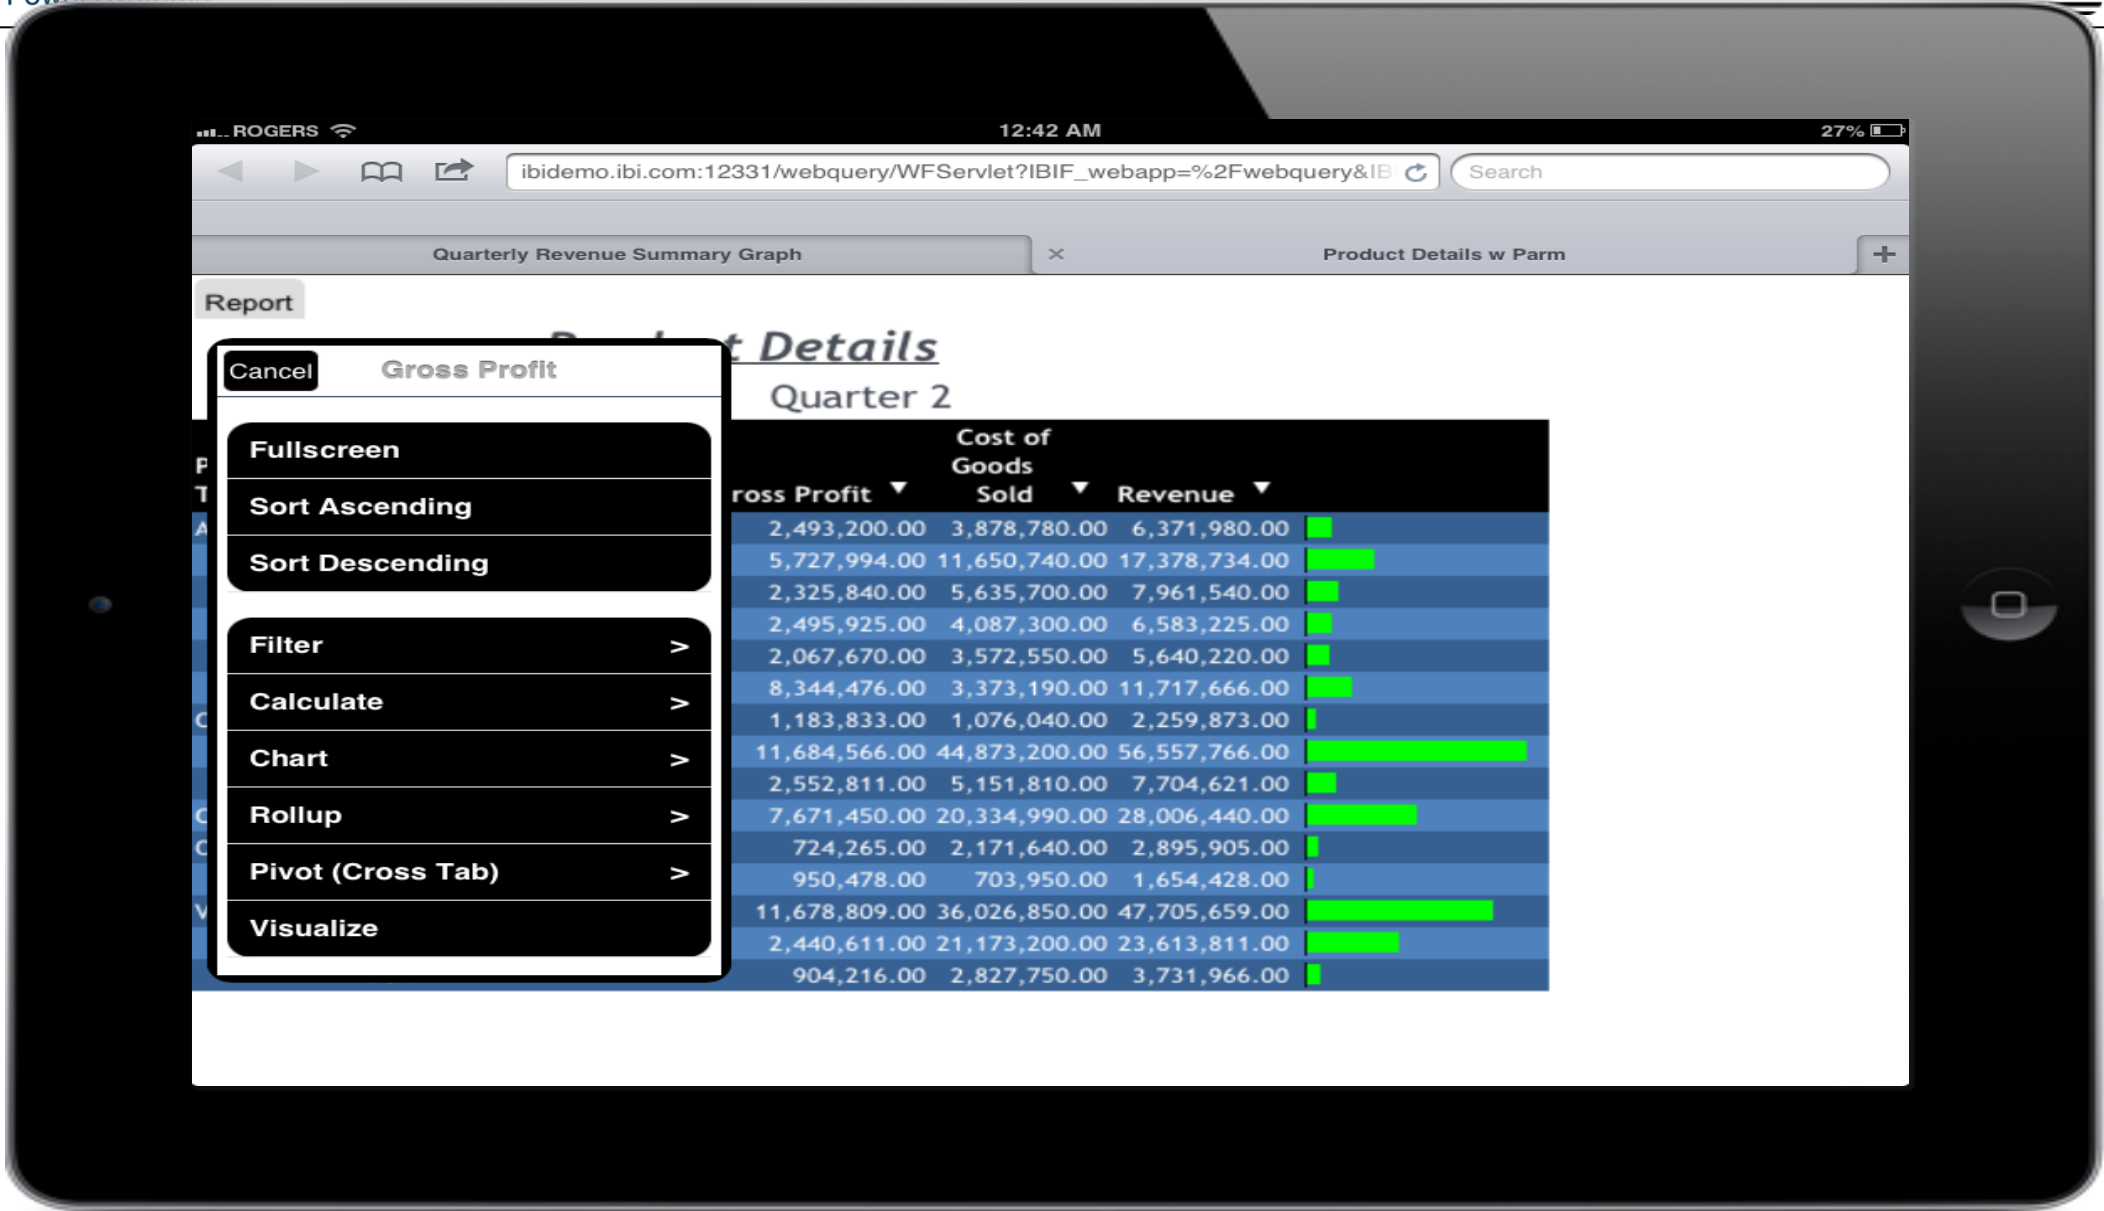 ROGERS 12:42 AM 27%
ibidemo.ibi.com:12331/webquery/WFServlet?IBIF_webapp=%2Fwebquery&IB Search
Quarterly Revenue Summary Graph × Product Details w Parm +
Report
Details
Quarter 2
Cancel Gross Profit
Fullscreen
Sort Ascending
Sort Descending
Filter >
Calculate >
Chart >
Rollup >
Pivot (Cross Tab) >
Visualize
Cost of
Goods
ross Profit ▼ Sold ▼ Revenue ▼
2,493,200.00 3,878,780.00 6,371,980.00
5,727,994.00 11,650,740.00 17,378,734.00
2,325,840.00 5,635,700.00 7,961,540.00
2,495,925.00 4,087,300.00 6,583,225.00
2,067,670.00 3,572,550.00 5,640,220.00
8,344,476.00 3,373,190.00 11,717,666.00
1,183,833.00 1,076,040.00 2,259,873.00
11,684,566.00 44,873,200.00 56,557,766.00
2,552,811.00 5,151,810.00 7,704,621.00
7,671,450.00 20,334,990.00 28,006,440.00
724,265.00 2,171,640.00 2,895,905.00
950,478.00 703,950.00 1,654,428.00
11,678,809.00 36,026,850.00 47,705,659.00
2,440,611.00 21,173,200.00 23,613,811.00
904,216.00 2,827,750.00 3,731,966.00